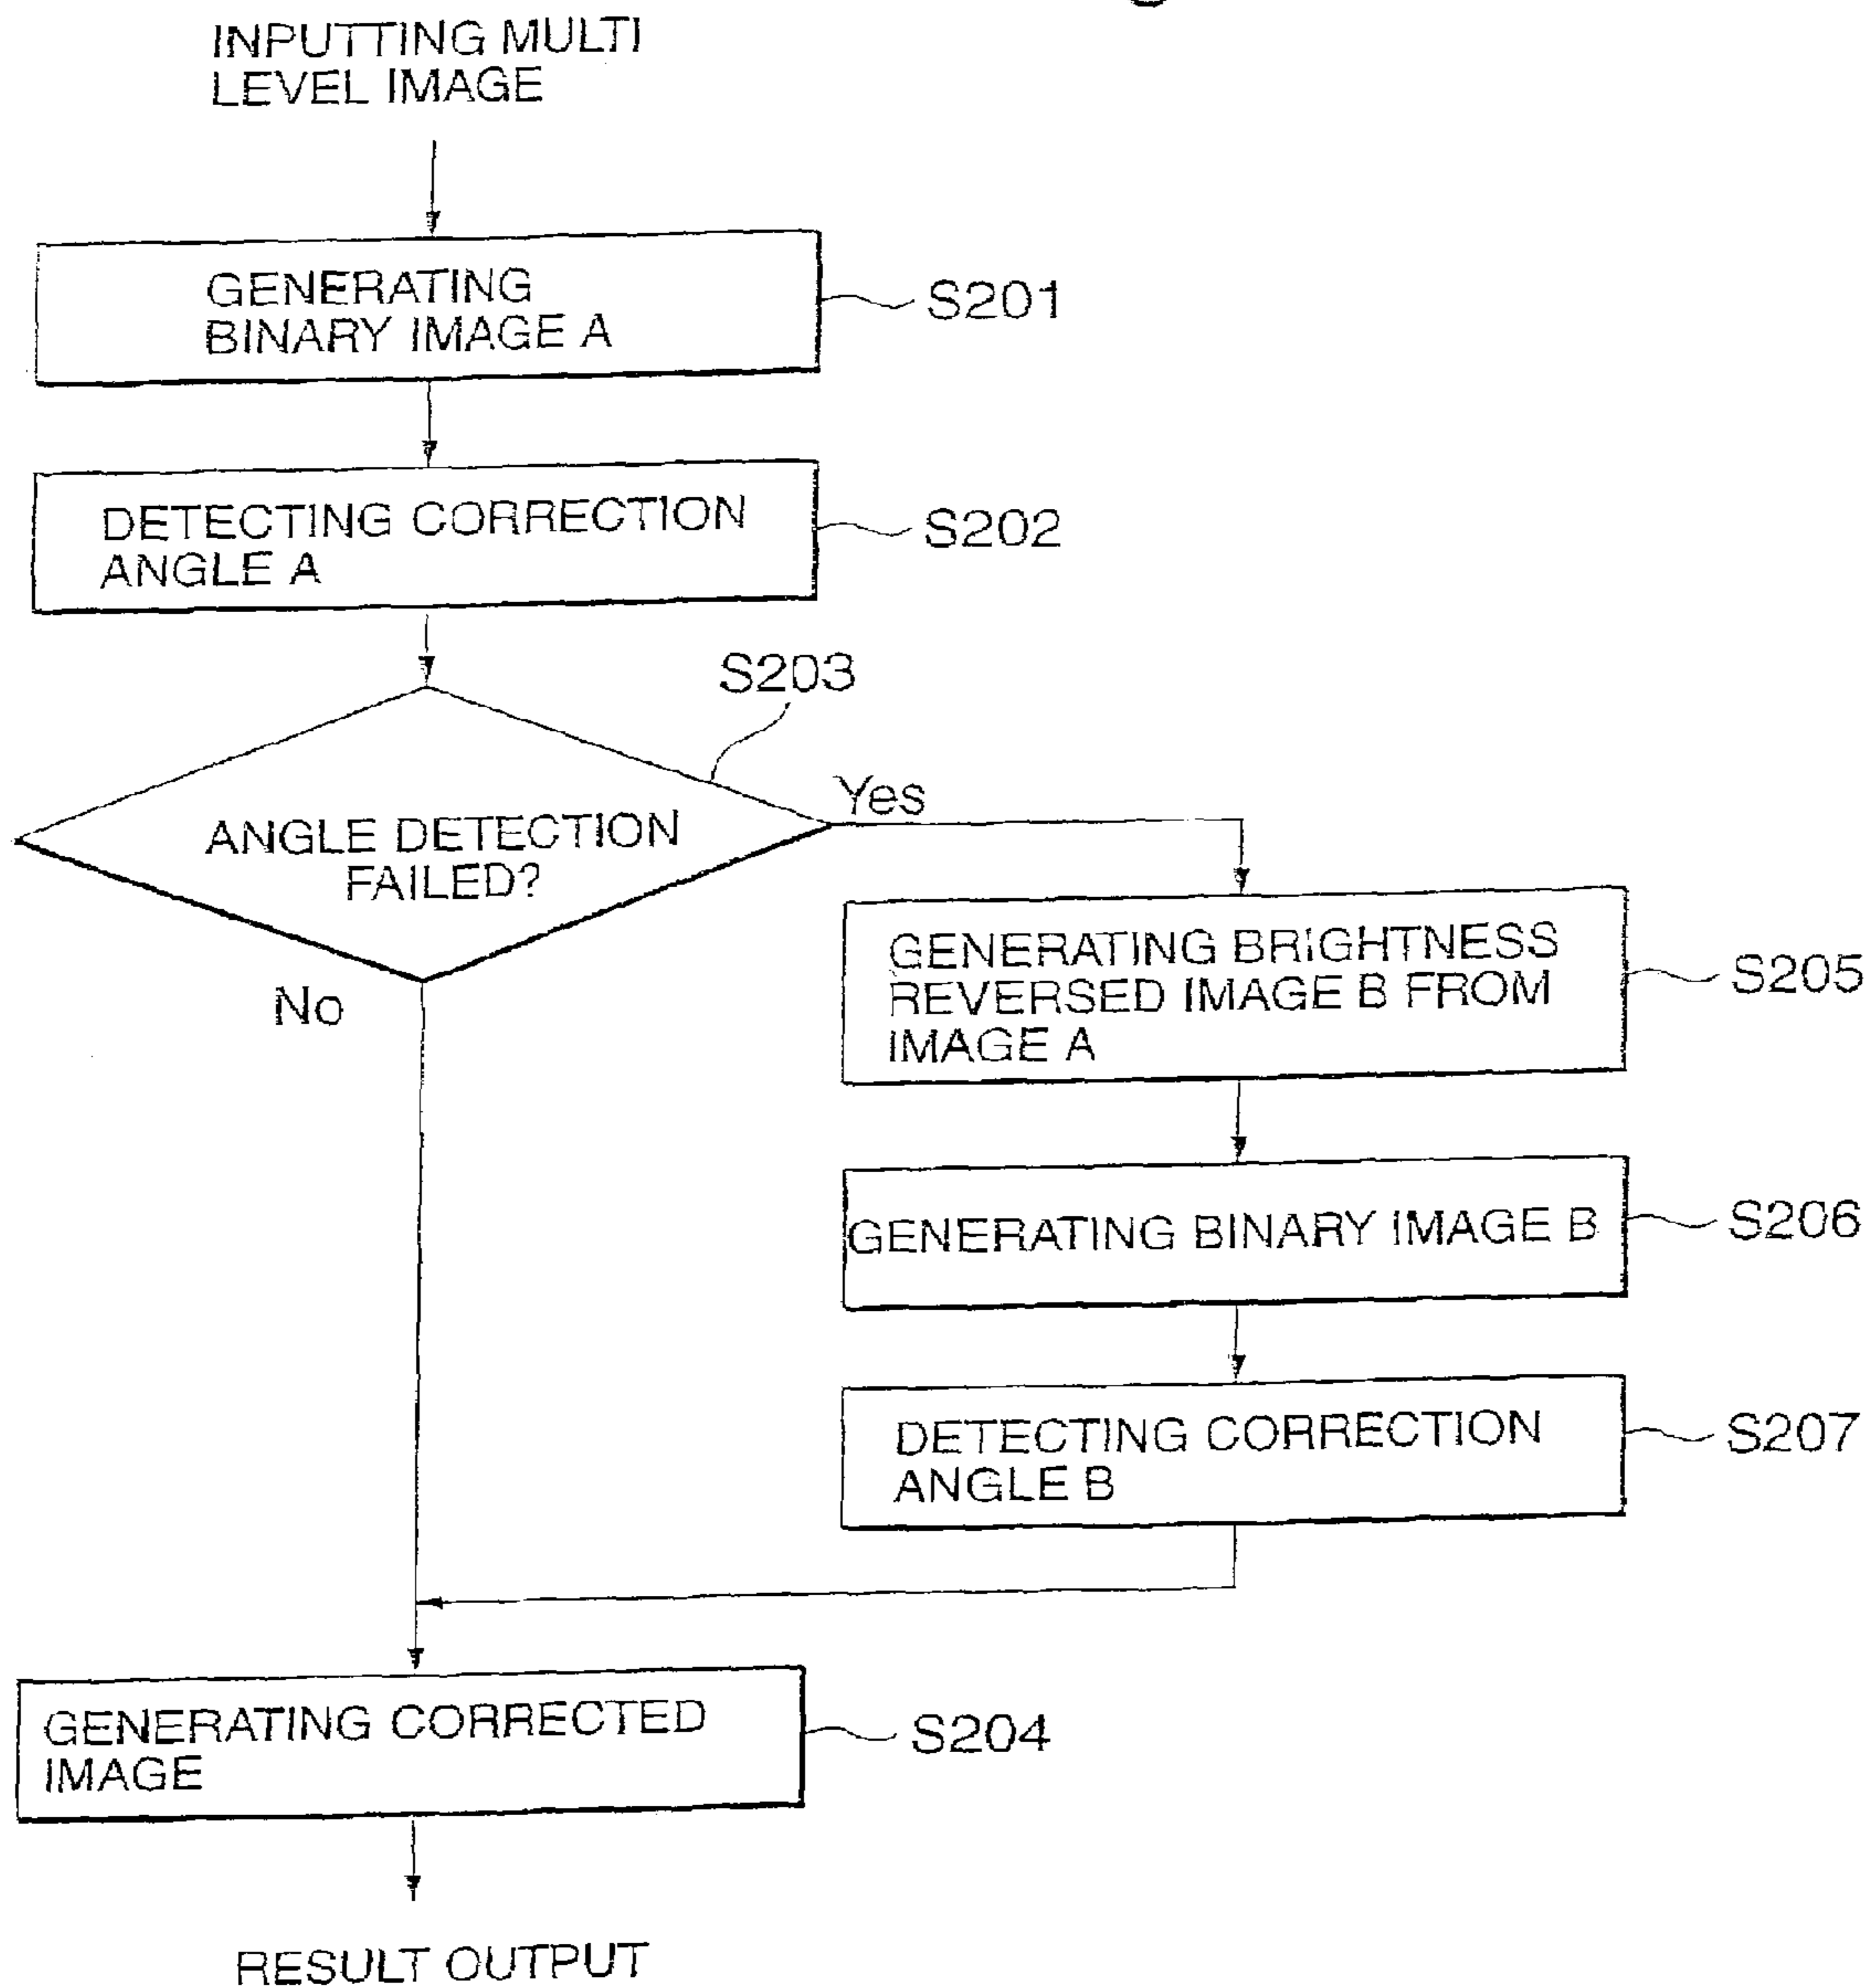 INPUTTING MULTI
LEVEL IMAGE
GENERATING
BINARY IMAGE A
S201
DETECTING CORRECTION
ANGLE A
S202
S203
ANGLE DETECTION
FAILED?
Yes
No
GENERATING BRIGHTNESS
REVERSED IMAGE B FROM
IMAGE A
S205
GENERATING BINARY IMAGE B
S206
DETECTING CORRECTION
ANGLE B
S207
GENERATING CORRECTED
IMAGE
S204
RESULT OUTPUT